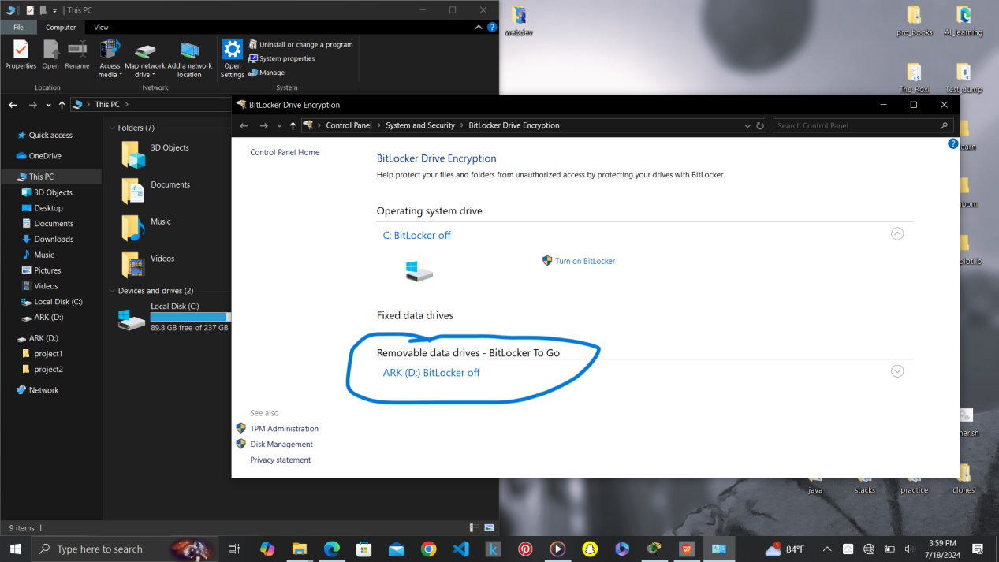 This PC
File
Computer
View
Properties
Open
Rename
Access media
Map network drive
Add a network location
Open Settings
Uninstall or change a program
System properties
Manage
Location
Network
System
This PC
Quick access
OneDrive
This PC
3D Objects
Desktop
Documents
Downloads
Music
Pictures
Videos
Local Disk (C:)
ARK (D:)
ARK (D:)
project1
project2
Network
Folders (7)
3D Objects
Documents
Music
Videos
Devices and drives (2)
Local Disk (C:)
89.8 GB free of 237 GB
9 items
BitLocker Drive Encryption
Control Panel > System and Security > BitLocker Drive Encryption
Search Control Panel
Control Panel Home
BitLocker Drive Encryption
Help protect your files and folders from unauthorized access by protecting your drives with BitLocker.
Operating system drive
C: BitLocker off
Turn on BitLocker
Fixed data drives
Removable data drives - BitLocker To Go
ARK (D:) BitLocker off
See also
TPM Administration
Disk Management
Privacy statement
webdev
pro_books
AI_learning
The_Roxi
Test_dump
java
stacks
practice
clones
Type here to search
84°F
3:59 PM
7/18/2024